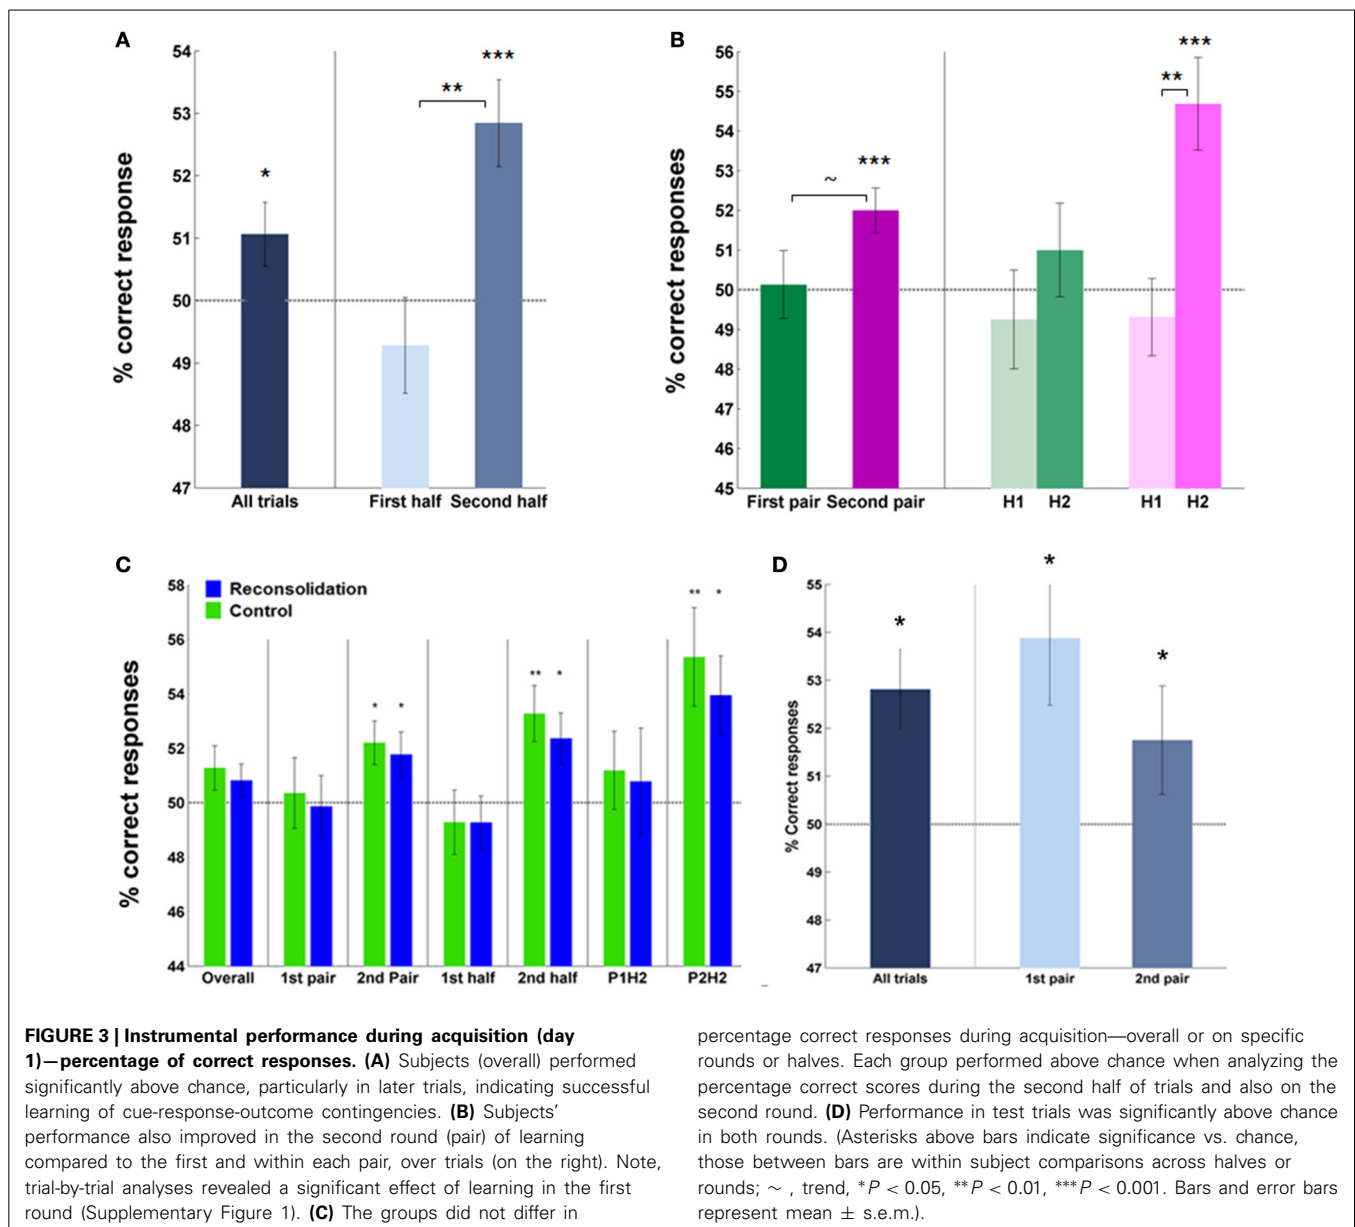 A
54
53
52
51
50
49
48
47
% correct response
*
**
***
All trials
First half
Second half
B
56
55
54
53
52
51
50
49
48
47
46
45
% correct responses
~
***
**
***
First pair
Second pair
H1
H2
H1
H2
C
58
56
54
52
50
48
46
44
% correct responses
Reconsolidation
Control
* *
** *
** *
Overall
1st pair
2nd Pair
1st half
2nd half
P1H2
P2H2
D
55
54
53
52
51
50
49
48
47
% Correct responses
*
*
*
All trials
1st pair
2nd pair
FIGURE 3 | Instrumental performance during acquisition (day
1)—percentage of correct responses. (A) Subjects (overall) performed
significantly above chance, particularly in later trials, indicating successful
learning of cue-response-outcome contingencies. (B) Subjects’
performance also improved in the second round (pair) of learning
compared to the first and within each pair, over trials (on the right). Note,
trial-by-trial analyses revealed a significant effect of learning in the first
round (Supplementary Figure 1). (C) The groups did not differ in
percentage correct responses during acquisition—overall or on specific
rounds or halves. Each group performed above chance when analyzing the
percentage correct scores during the second half of trials and also on the
second round. (D) Performance in test trials was significantly above chance
in both rounds. (Asterisks above bars indicate significance vs. chance,
those between bars are within subject comparisons across halves or
rounds; ~ , trend, *P < 0.05, **P < 0.01, ***P < 0.001. Bars and error bars
represent mean ± s.e.m.).